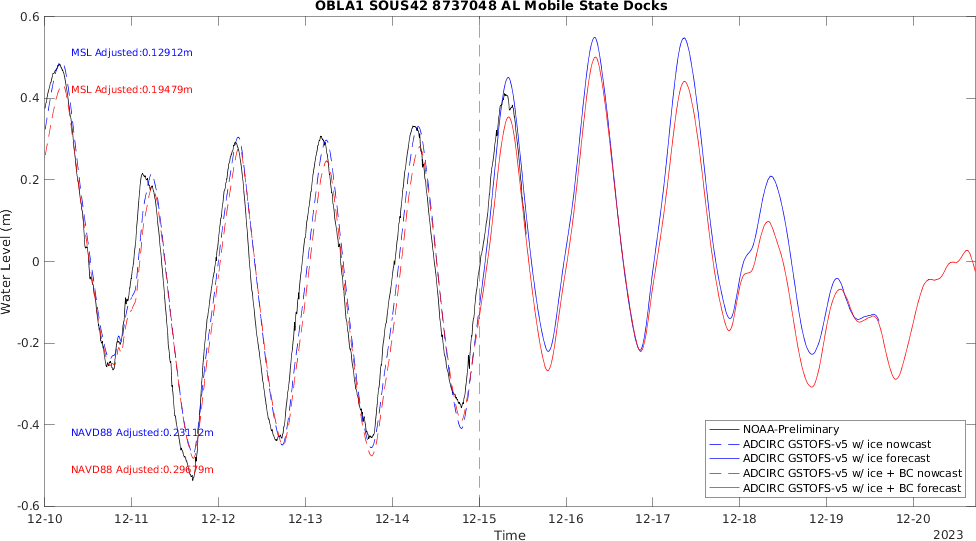 OBLA1 SOUS42 8737048 AL Mobile State Docks
0.6
MSL Adjusted:0.12912m
MSL Adjusted:0.19479m
0.4
0.2
0
-0.2
-0.4
-0.6
Water Level (m)
NAVD88 Adjusted:0.23112m
NAVD88 Adjusted:0.29679m
NOAA-Preliminary
ADCIRC GSTOFS-v5 w/ ice nowcast
ADCIRC GSTOFS-v5 w/ ice forecast
ADCIRC GSTOFS-v5 w/ ice + BC nowcast
ADCIRC GSTOFS-v5 w/ ice + BC forecast
12-10 12-11 12-12 12-13 12-14 12-15 12-16 12-17 12-18 12-19 12-20
Time
2023